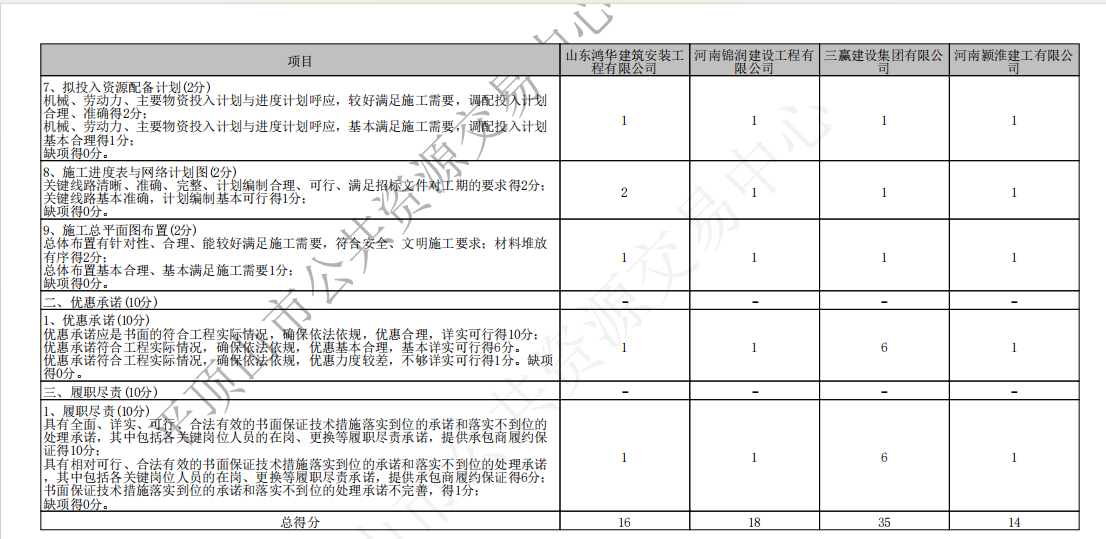 项目
山东鸿华建筑安装工
程有限公司
河南锦润建设工程有
限公司
三赢建设集团有限公
司
河南颍淮建工有限公
司
7、拟投入资源配备计划(2分)
机械、劳动力、主要物资投入计划与进度计划呼应，较好满足施工需要，调配投入计划
合理、准确得2分；
机械、劳动力、主要物资投入计划与进度计划呼应，基本满足施工需要，调配投入计划
基本合理得1分；
缺项得0分。
1
1
1
1
8、施工进度表与网络计划图(2分)
关键线路清晰、准确、完整、计划编制合理、可行、满足招标文件对工期的要求得2分；
关键线路基本准确，计划编制基本可行得1分；
缺项得0分。
2
1
1
1
9、施工总平面图布置(2分)
总体布置有针对性、合理、能较好满足施工需要，符合安全、文明施工要求；材料堆放
有序得2分；
总体布置基本合理、基本满足施工需要1分；
缺项得0分。
1
1
1
1
二、优惠承诺(10分)
-
-
-
-
1、优惠承诺(10分)
优惠承诺应是书面的符合工程实际情况，确保依法依规，优惠合理，详实可行得10分；
优惠承诺符合工程实际情况，确保依法依规，优惠基本合理，基本详实可行得6分。
优惠承诺符合工程实际情况，确保依法依规，优惠力度较差，不够详实可行得1分。缺项
得0分。
1
1
6
1
三、履职尽责(10分)
-
-
-
-
1、履职尽责(10分)
具有全面、详实、可行、合法有效的书面保证技术措施落实到位的承诺和落实不到位的
处理承诺，其中包括各关键岗位人员的在岗、更换等履职尽责承诺，提供承包商履约保
证得10分；
具有相对可行、合法有效的书面保证技术措施落实到位的承诺和落实不到位的处理承诺
，其中包括各关键岗位人员的在岗、更换等履职尽责承诺，提供承包商履约保证得6分；
书面保证技术措施落实到位的承诺和落实不到位的处理承诺不完善，得1分；
缺项得0分。
1
1
6
1
总得分
16
18
35
14
平顶山市公共资源交易中心
山市公共资源交易中心